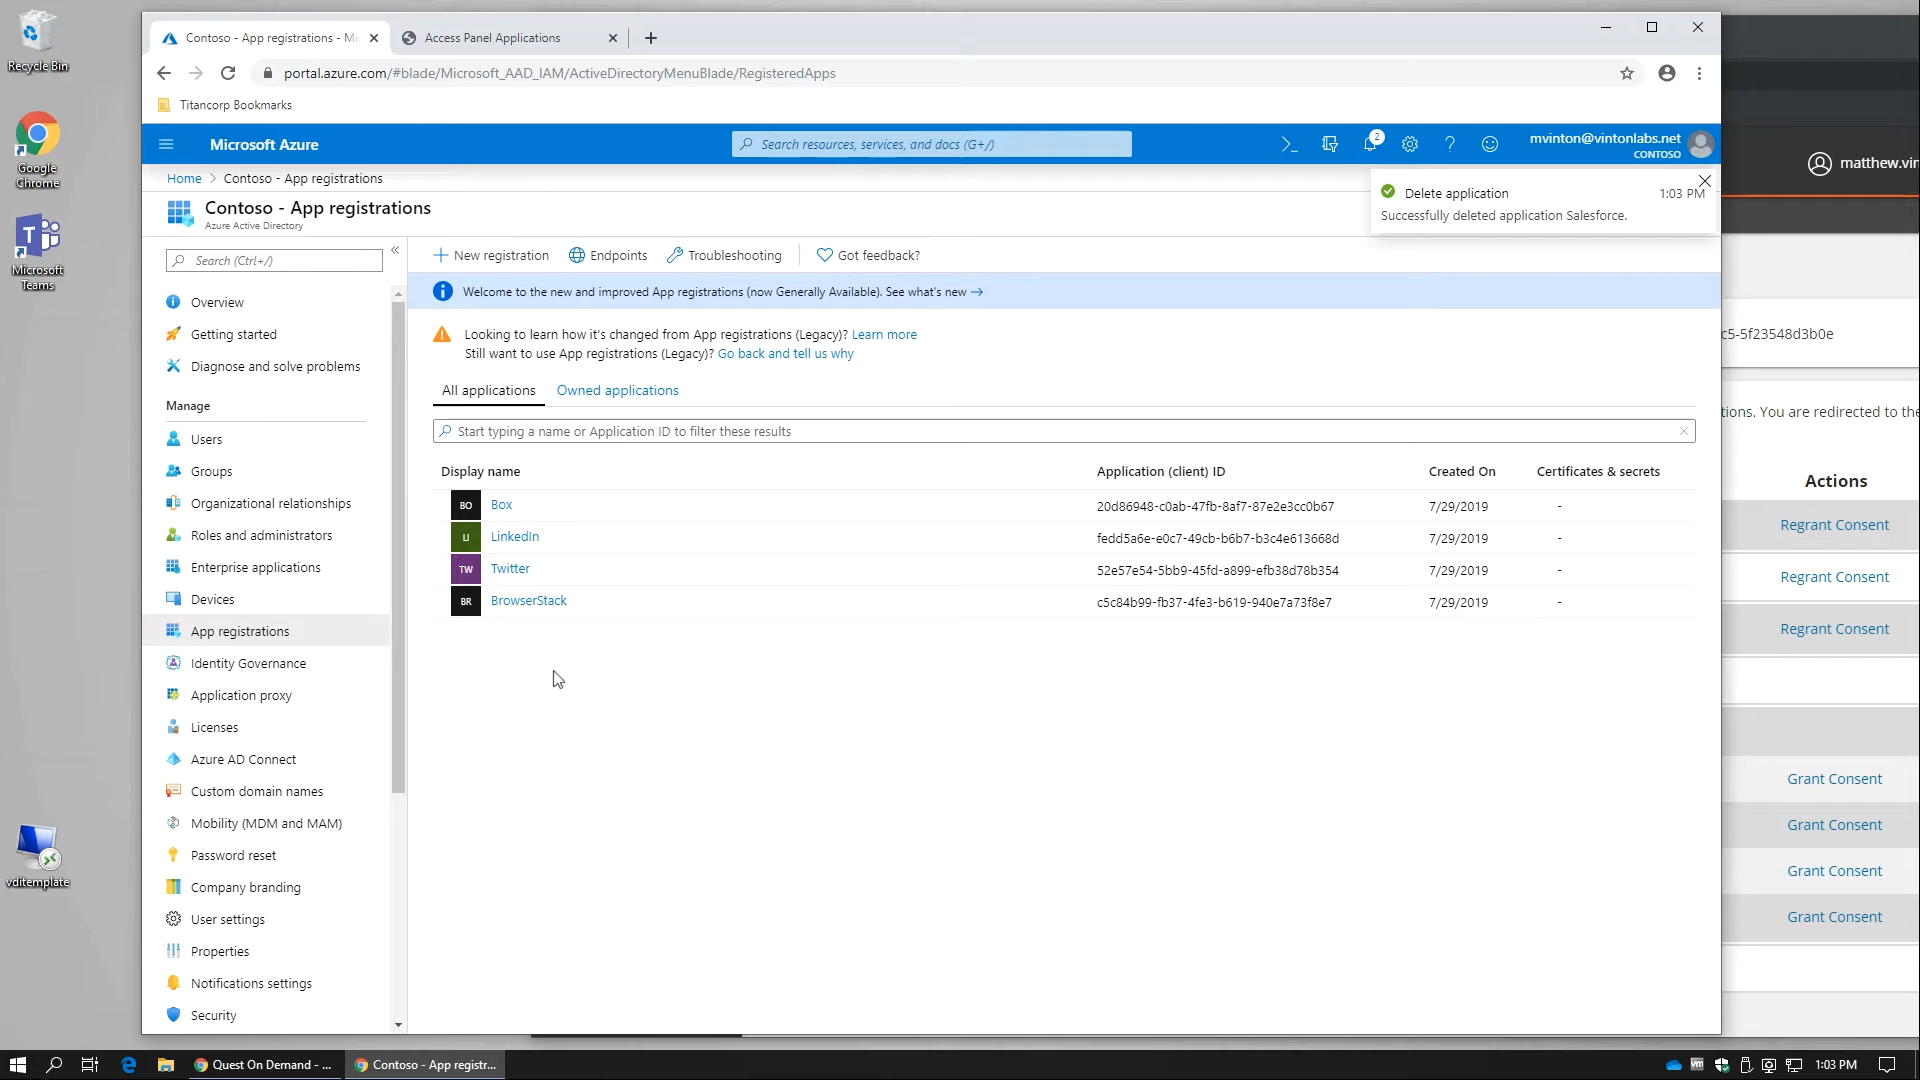 Recycle Bin
Google
Chrome
Microsoft
Teams
vditemplate
Contoso - App registrations - Mi
Access Panel Applications
portal.azure.com/#blade/Microsoft_AAD_IAM/ActiveDirectoryMenuBlade/RegisteredApps
Titancorp Bookmarks
Microsoft Azure
Search resources, services, and docs (G+/)
2
mvinton@vintonlabs.net
CONTOSO
Home > Contoso - App registrations
Contoso - App registrations
Azure Active Directory
Delete application
1:03 PM
Successfully deleted application Salesforce.
Search (Ctrl+/)
Overview
Getting started
Diagnose and solve problems
Manage
Users
Groups
Organizational relationships
Roles and administrators
Enterprise applications
Devices
App registrations
Identity Governance
Application proxy
Licenses
Azure AD Connect
Custom domain names
Mobility (MDM and MAM)
Password reset
Company branding
User settings
Properties
Notifications settings
Security
New registration
Endpoints
Troubleshooting
Got feedback?
Welcome to the new and improved App registrations (now Generally Available). See what's new →
Looking to learn how it's changed from App registrations (Legacy)? Learn more
Still want to use App registrations (Legacy)? Go back and tell us why
All applications
Owned applications
Start typing a name or Application ID to filter these results
Display name Application (client) ID Created On Certificates & secrets
BO Box 20d86948-c0ab-47fb-8af7-87e2e3cc0b67 7/29/2019 -
LI LinkedIn fedd5a6e-e0c7-49cb-b6b7-b3c4e613668d 7/29/2019 -
TW Twitter 52e57e54-5bb9-45fd-a899-efb38d78b354 7/29/2019 -
BR BrowserStack c5c84b99-fb37-4fe3-b619-940e7a73f8e7 7/29/2019 -
matthew.vin
c5-5f23548d3b0e
tions. You are redirected to the
Actions
Regrant Consent
Regrant Consent
Regrant Consent
Grant Consent
Grant Consent
Grant Consent
Grant Consent
Quest On Demand - ...
Contoso - App registr...
vm
1:03 PM